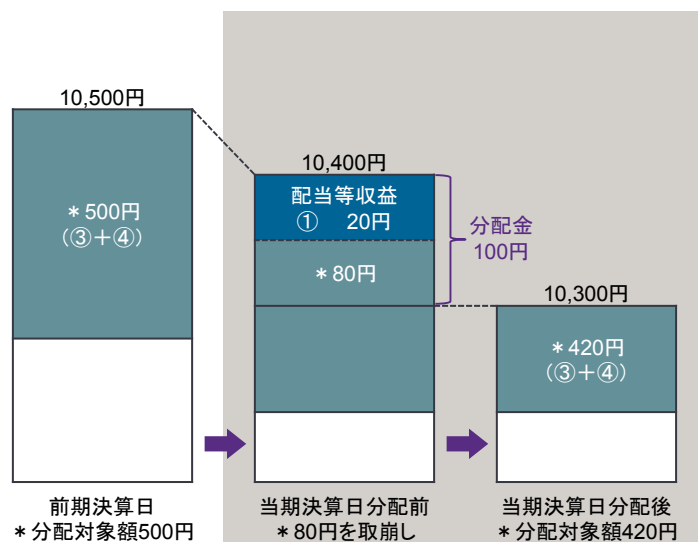 10,500円
＊500円
（③＋④）
前期決算日
＊分配対象額500円
10,400円
配当等収益
① 20円
＊80円
分配金
100円
当期決算日分配前
＊80円を取崩し
10,300円
＊420円
（③＋④）
当期決算日分配後
＊分配対象額420円